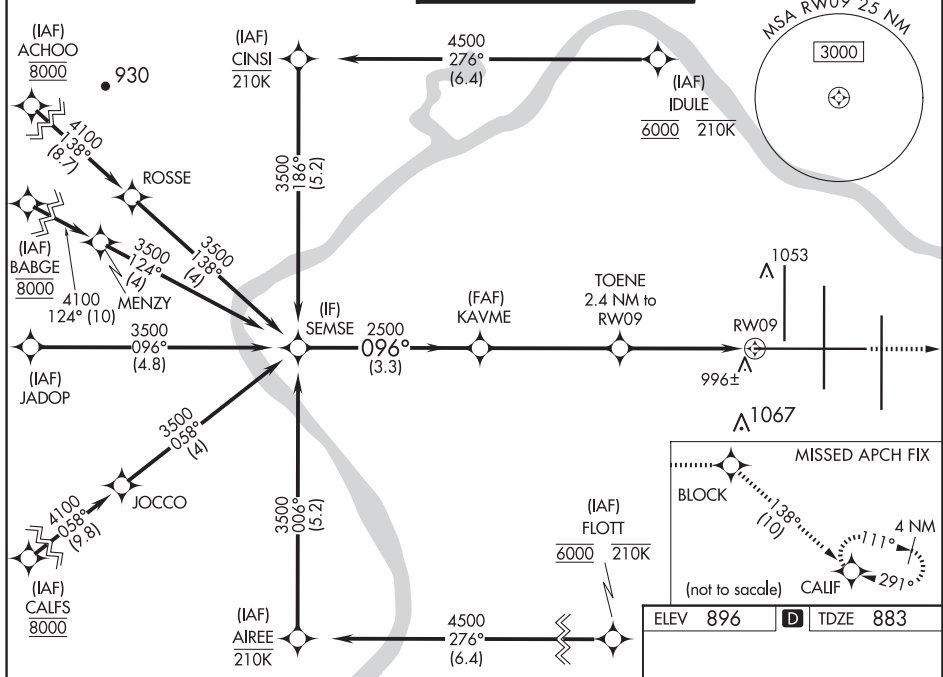 MSA RW09 25 NM
3000
(IAF)
ACHOO
8000
930
4100
138°
(8.7)
ROSSE
3500
138°
(4)
(IAF)
CINSI
210K
4500
276°
(6.4)
(IAF)
IDULE
6000 210K
3500
186°
(5.2)
(IAF)
BABGE
8000
4100
124° (10)
MENZY
3500
124°
(4)
(IAF)
JADOP
3500
096°
(4.8)
(IF)
SEMSE
2500
096°
(3.3)
(FAF)
KAVME
TOENE
2.4 NM to
RW09
RW09
1053
996±
1067
3500
058°
(4)
JOCCO
4100
058°
(9.8)
(IAF)
CALFS
8000
3500
006°
(5.2)
(IAF)
AIREE
210K
4500
276°
(6.4)
(IAF)
FLOTT
6000 210K
MISSED APCH FIX
BLOCK
138°
(10)
4 NM
111°
291°
CALIF
(not to sacale)
ELEV 896 D TDZE 883